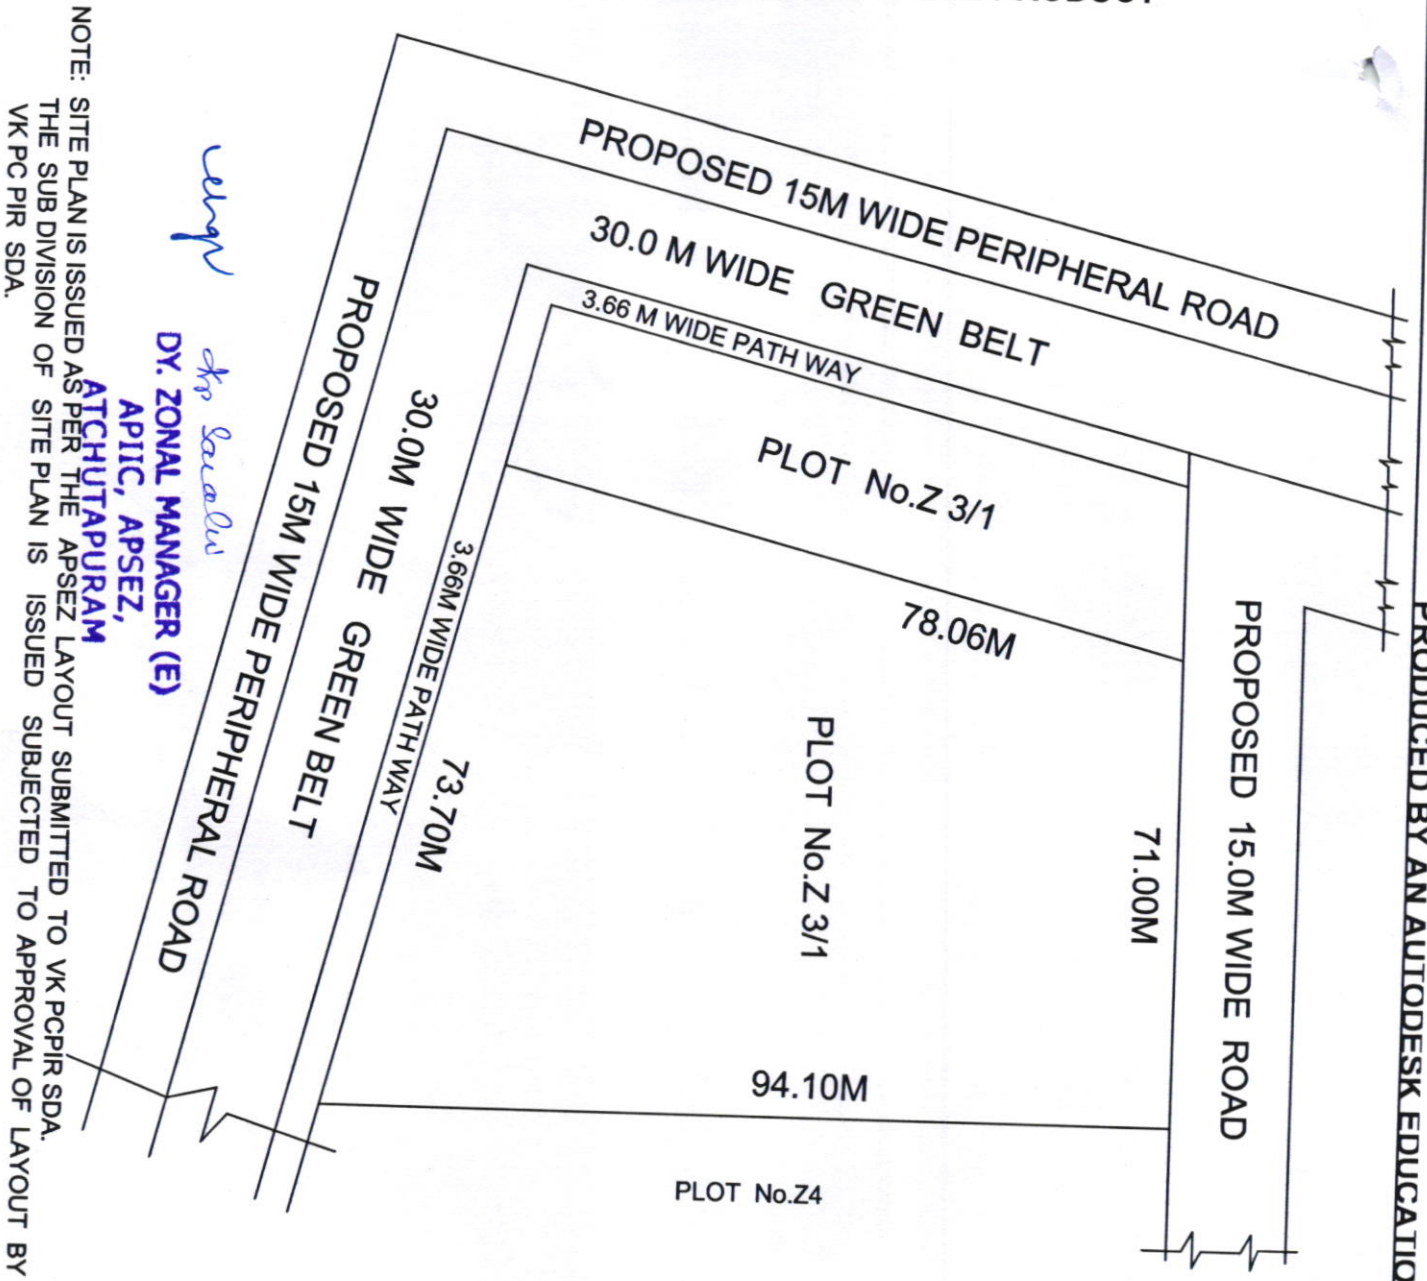 PROPOSED 15M WIDE PERIPHERAL ROAD
30.0 M WIDE GREEN BELT
3.66 M WIDE PATH WAY
PLOT No.Z 3/1
78.06M
PROPOSED 15.0M WIDE ROAD
71.00M
PLOT No.Z 3/1
73.70M
3.66M WIDE PATH WAY
30.0M WIDE GREEN BELT
PROPOSED 15M WIDE PERIPHERAL ROAD
94.10M
PLOT No.Z4
DY. ZONAL MANAGER (E)
APIIC, APSEZ,
ATCHUTAPURAM
NOTE: SITE PLAN IS ISSUED AS PER THE APSEZ LAYOUT SUBMITTED TO VK PCPIR SDA.
THE SUB DIVISION OF SITE PLAN IS ISSUED SUBJECTED TO APPROVAL OF LAYOUT BY
VK PC PIR SDA.
PRODUCED BY AN AUTODESK EDUCATIO